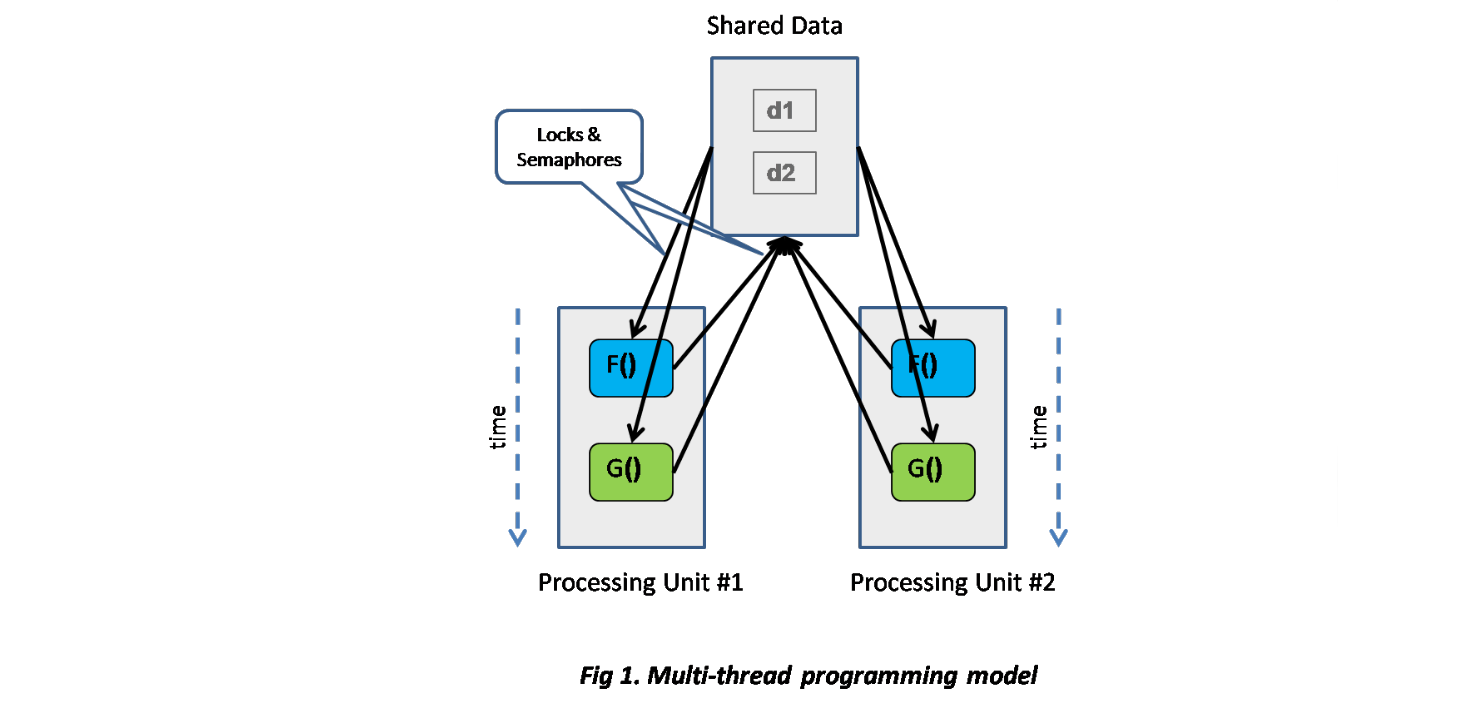 Shared Data
d1
d2
Locks &
Semaphores
time
F()
G()
F()
G()
time
Processing Unit #1
Processing Unit #2
Fig 1. Multi-thread programming model